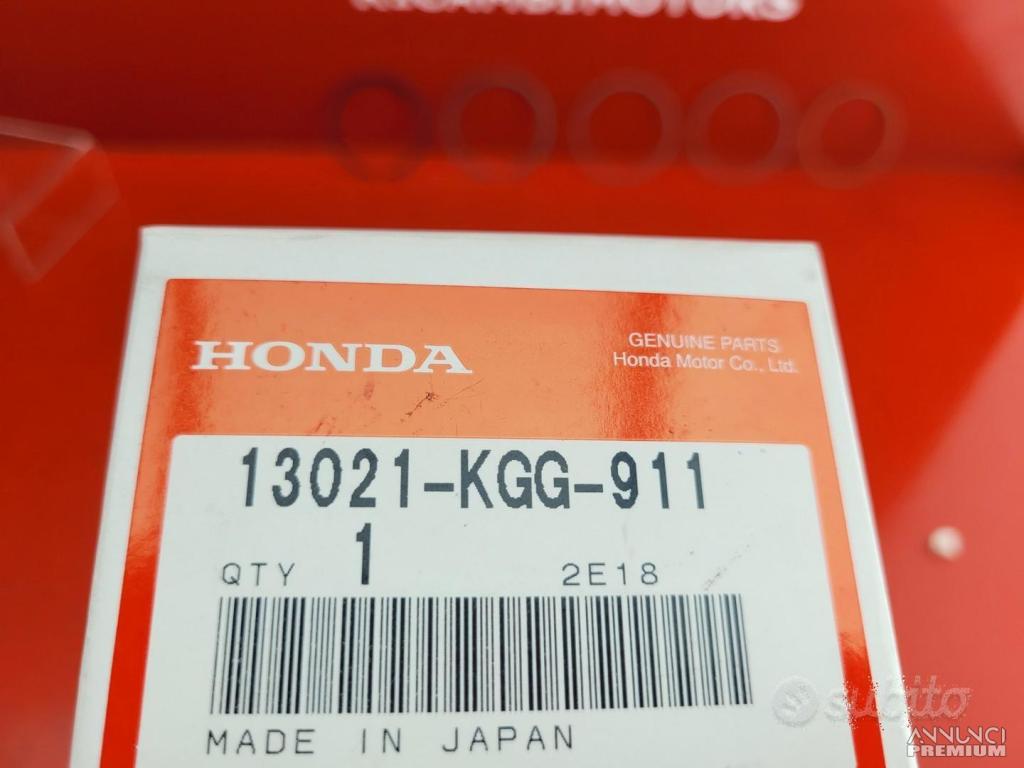 RICAMBIMOTORS
HONDA
GENUINE PARTS
Honda Motor Co., Ltd.
13021-KGG-911
QTY 1 2E18
MADE IN JAPAN
subito
ANNUNCI
PREMIUM